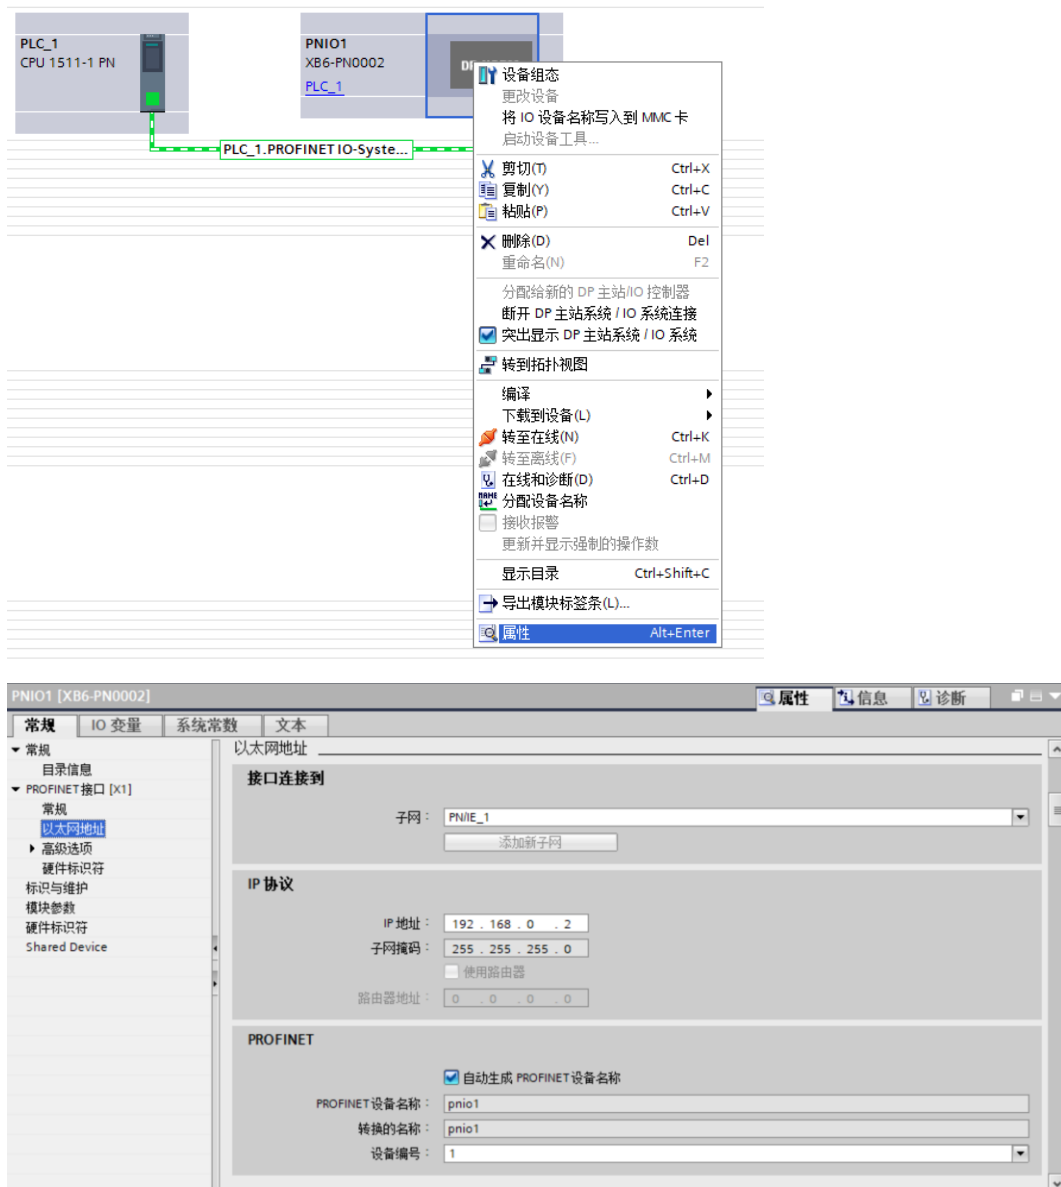 PLC_1
CPU 1511-1 PN
PNIO1
XB6-PN0002
PLC_1
PLC_1.PROFINET IO-Syste...
设备组态
更改设备
将 IO 设备名称写入到 MMC 卡
启动设备工具...
剪切(T) Ctrl+X
复制(Y) Ctrl+C
粘贴(P) Ctrl+V
删除(D) Del
重命名(N) F2
分配给新的 DP 主站/IO 控制器
断开 DP 主站系统 / IO 系统连接
突出显示 DP 主站系统 / IO 系统
转到拓扑视图
编译
下载到设备(L)
转至在线(N) Ctrl+K
转至离线(F) Ctrl+M
在线和诊断(D) Ctrl+D
分配设备名称
接收报警
更新并显示强制的操作数
显示目录 Ctrl+Shift+C
导出模块标签条(L)...
属性 Alt+Enter
PNIO1 [XB6-PN0002] 属性 信息 诊断
常规 IO 变量 系统常数 文本
常规
目录信息
PROFINET接口 [X1]
常规
以太网地址
高级选项
硬件标识符
标识与维护
模块参数
硬件标识符
Shared Device
以太网地址
接口连接到
子网： PN/IE_1
添加新子网
IP 协议
IP 地址： 192 . 168 . 0 . 2
子网掩码： 255 . 255 . 255 . 0
使用路由器
路由器地址： 0 . 0 . 0 . 0
PROFINET
自动生成 PROFINET设备名称
PROFINET设备名称： pnio1
转换的名称： pnio1
设备编号： 1